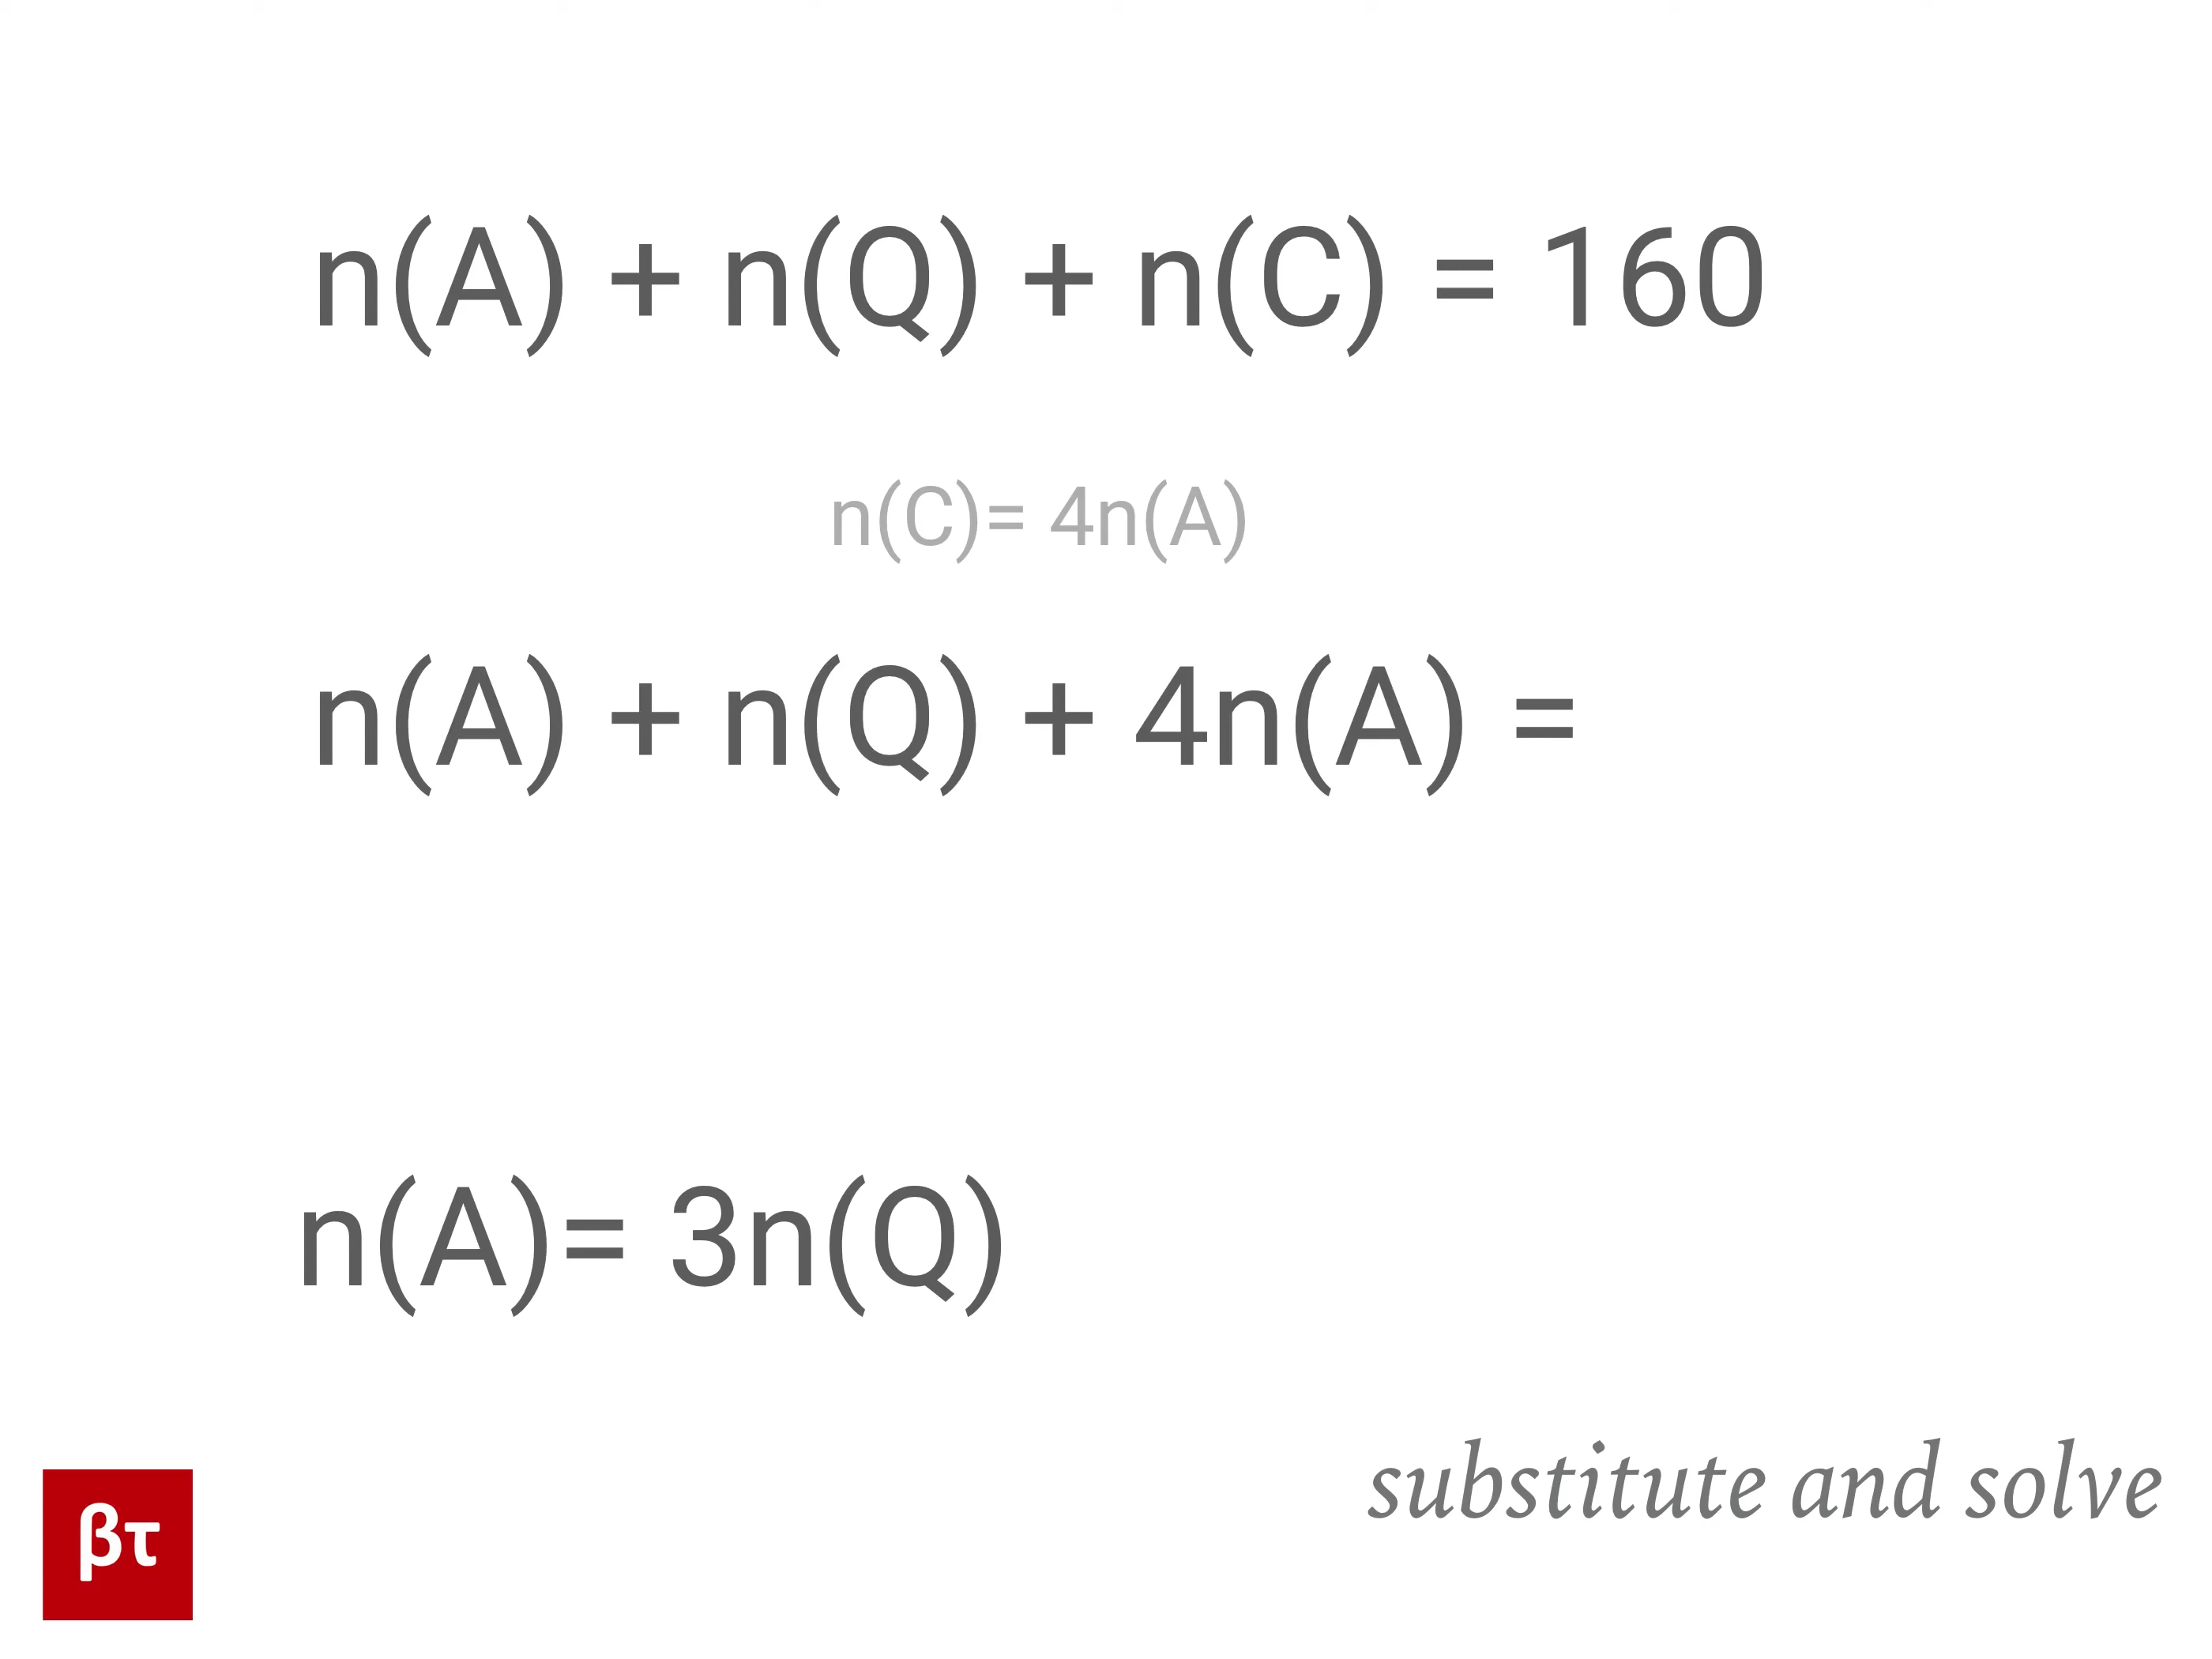 n(A) + n(Q) + n(C) = 160
n(C)= 4n(A)
n(A) + n(Q) + 4n(A) =
n(A)= 3n(Q)
substitute and solve
βτ